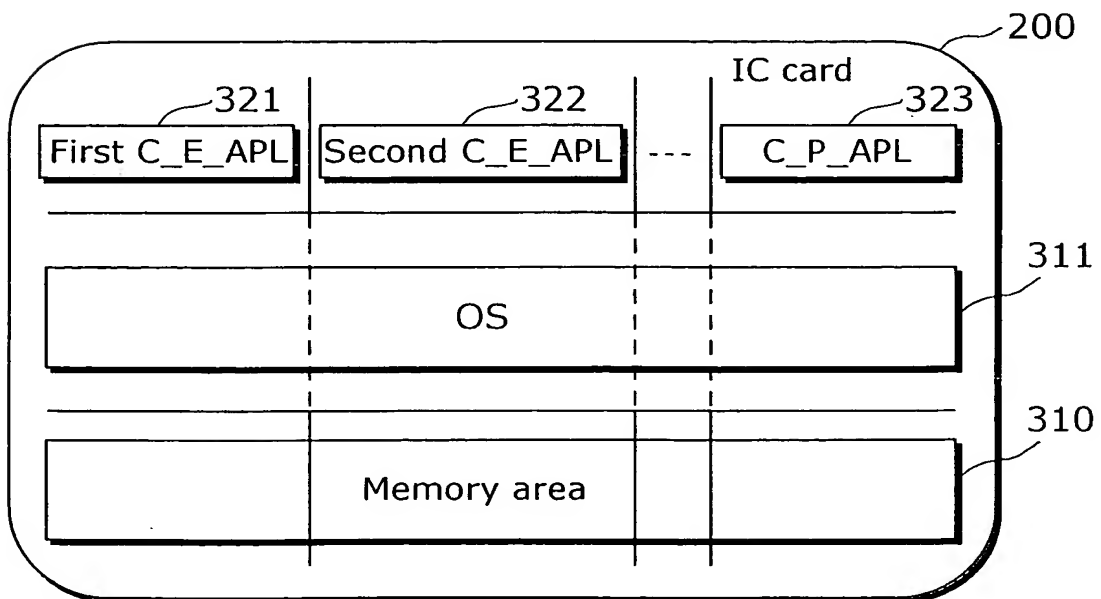 200
IC card
321
322
323
First C_E_APL
Second C_E_APL
---
C_P_APL
311
OS
310
Memory area